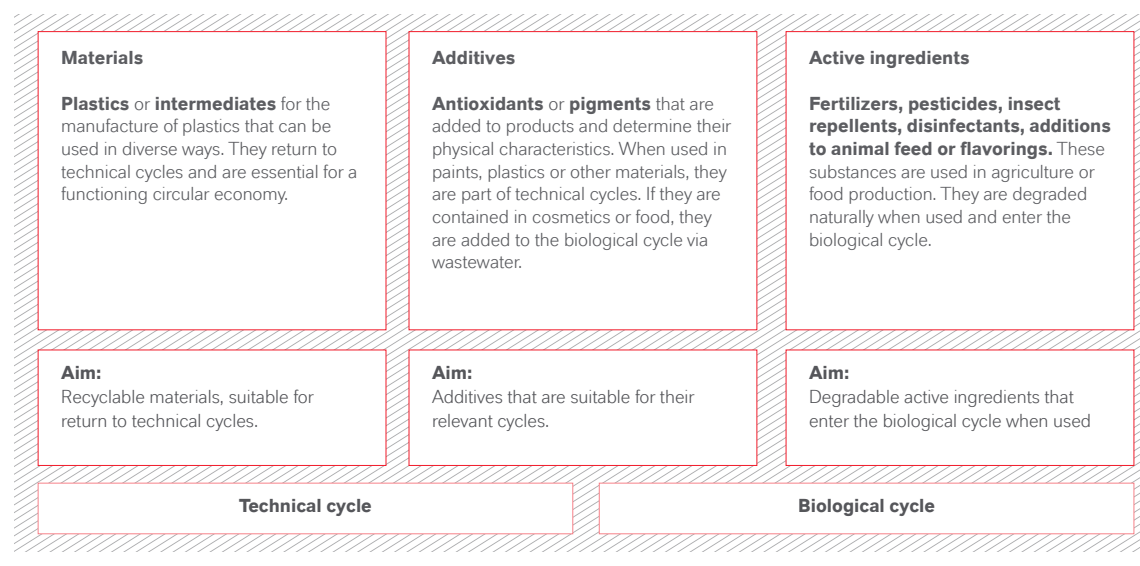 Materials
Plastics or intermediates for the
manufacture of plastics that can be
used in diverse ways. They return to
technical cycles and are essential for a
functioning circular economy.
Additives
Antioxidants or pigments that are
added to products and determine their
physical characteristics. When used in
paints, plastics or other materials, they
are part of technical cycles. If they are
contained in cosmetics or food, they
are added to the biological cycle via
wastewater.
Active ingredients
Fertilizers, pesticides, insect
repellents, disinfectants, additions
to animal feed or flavorings. These
substances are used in agriculture or
food production. They are degraded
naturally when used and enter the
biological cycle.
Aim:
Recyclable materials, suitable for
return to technical cycles.
Aim:
Additives that are suitable for their
relevant cycles.
Aim:
Degradable active ingredients that
enter the biological cycle when used
Technical cycle
Biological cycle